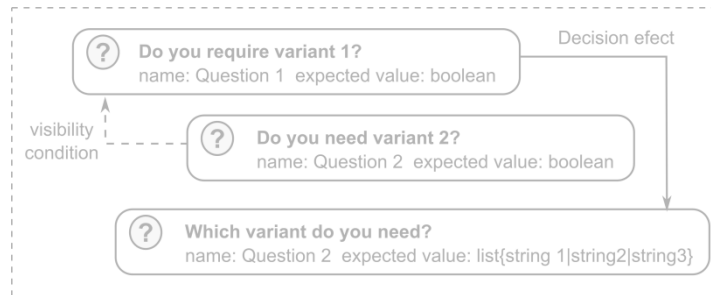 Do you require variant 1?
Decision efect
name: Question 1 expected value: boolean
visibility
condition
Do you need variant 2?
name: Question 2 expected value: boolean
Which variant do you need?
name: Question 2 expected value: list{string 1|string2|string3}